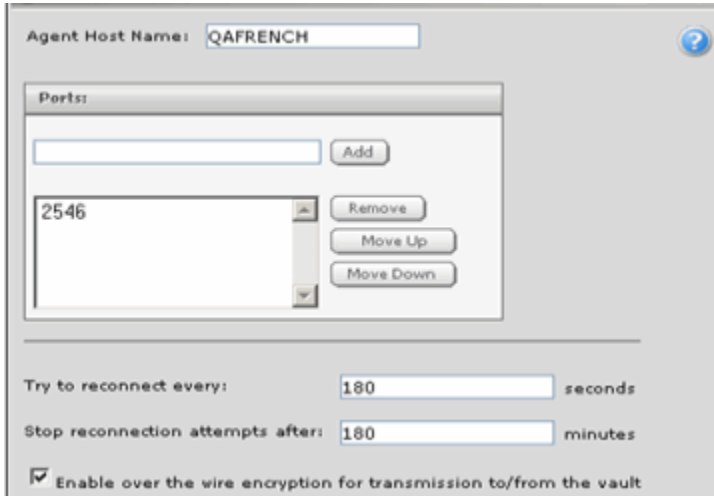 Agent Host Name: QAFRENCH
?
Ports:
Add
2546
Remove
Move Up
Move Down
Try to reconnect every: 180 seconds
Stop reconnection attempts after: 180 minutes
Enable over the wire encryption for transmission to/from the vault